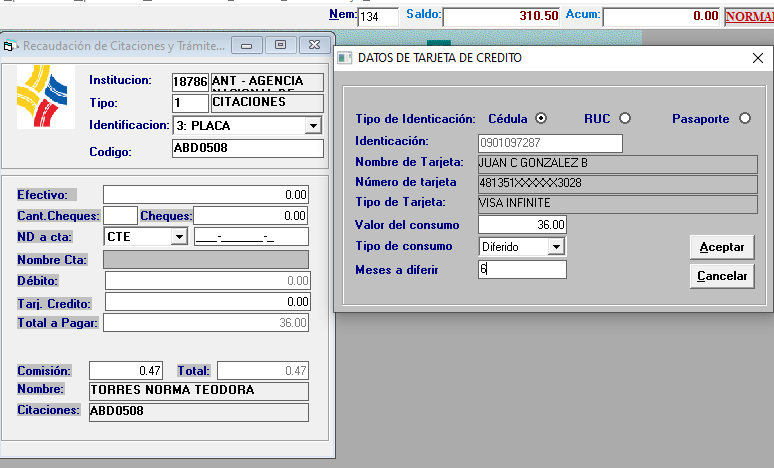 Nem: 134 Saldo: 310.50 Acum: 0.00 NORMA
Recaudación de Citaciones y Trámite...
Institucion: 18786 ANT - AGENCIA
NACIONAL DE
Tipo: 1 CITACIONES
Identificacion: 3: PLACA
Codigo: ABD0508
Efectivo: 0.00
Cant.Cheques: Cheques: 0.00
ND a cta: CTE ___-______-_
Nombre Cta:
Débito: 0.00
Tarj. Credito: 0.00
Total a Pagar: 36.00
Comisión: 0.47 Total: 0.47
Nombre: TORRES NORMA TEODORA
Citaciones: ABD0508
DATOS DE TARJETA DE CREDITO
Tipo de Identicación: Cédula RUC Pasaporte
Identicación: 0901097287
Nombre de Tarjeta: JUAN C GONZALEZ B
Número de tarjeta 481351XXXXXX3028
Tipo de Tarjeta: VISA INFINITE
Valor del consumo 36.00
Tipo de consumo Diferido
Meses a diferir 6
Aceptar
Cancelar